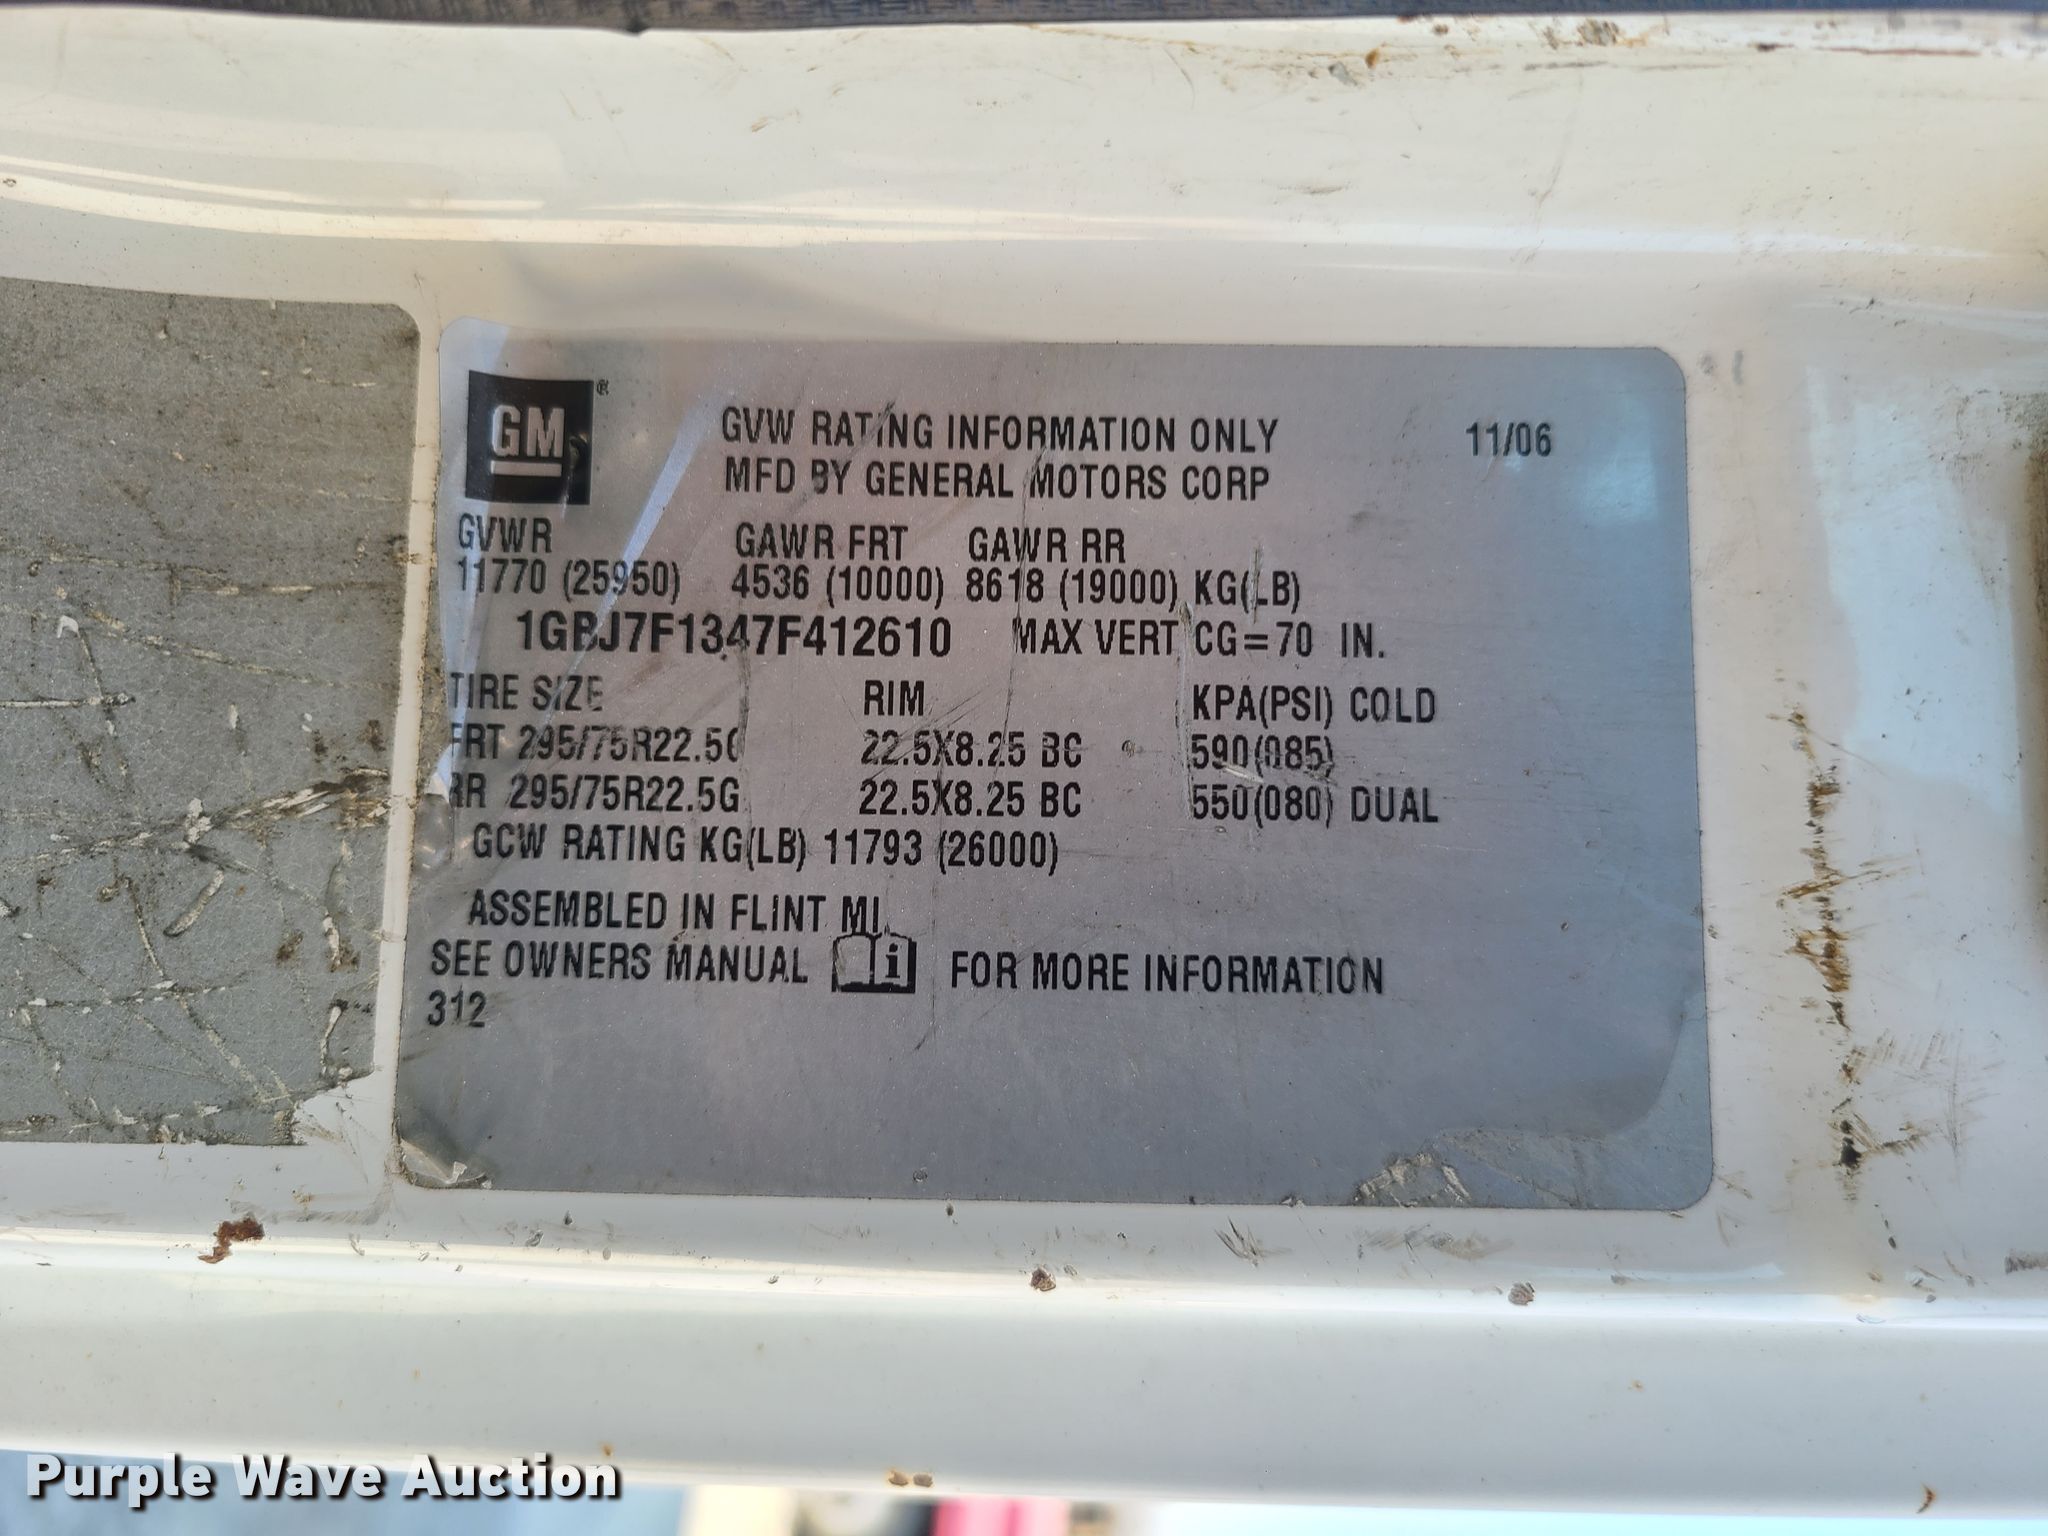 GM ®
GVW RATING INFORMATION ONLY 11/06
MFD BY GENERAL MOTORS CORP
GVWR GAWR FRT GAWR RR
11770 (25950) 4536 (10000) 8618 (19000) KG(LB)
1GBJ7F1347F412610 MAX VERT CG=70 IN.
TIRE SIZE RIM KPA(PSI) COLD
FRT 295/75R22.5G 22.5X8.25 BC 590(085)
RR 295/75R22.5G 22.5X8.25 BC 550(080) DUAL
GCW RATING KG(LB) 11793 (26000)
ASSEMBLED IN FLINT MI
SEE OWNERS MANUAL i FOR MORE INFORMATION
312
Purple Wave Auction